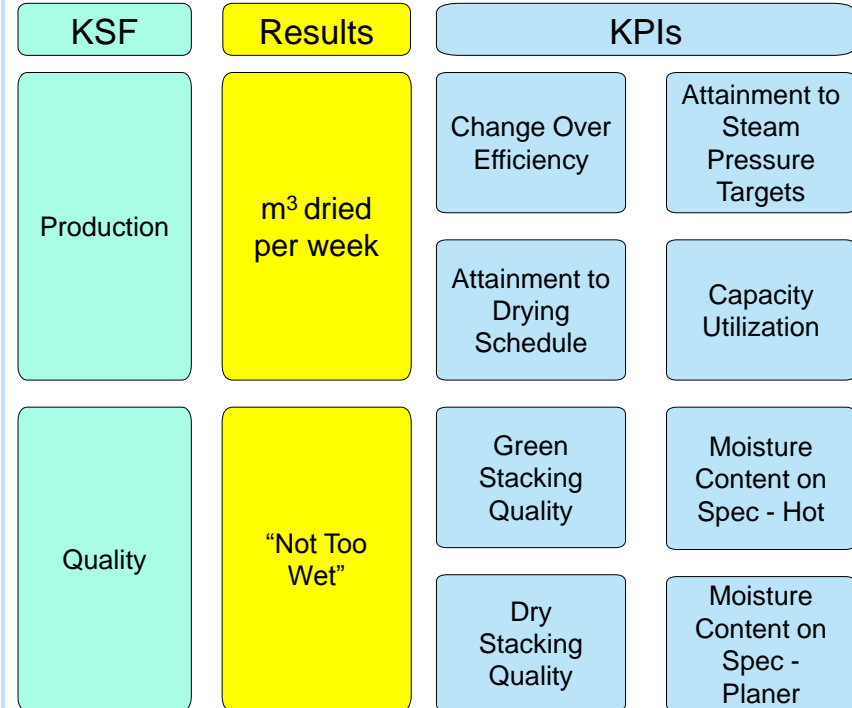 KSF
Results
KPIs
Production
m³ dried
per week
Change Over
Efficiency
Attainment to
Steam
Pressure
Targets
Attainment to
Drying
Schedule
Capacity
Utilization
Quality
“Not Too
Wet”
Green
Stacking
Quality
Moisture
Content on
Spec - Hot
Dry
Stacking
Quality
Moisture
Content on
Spec -
Planer